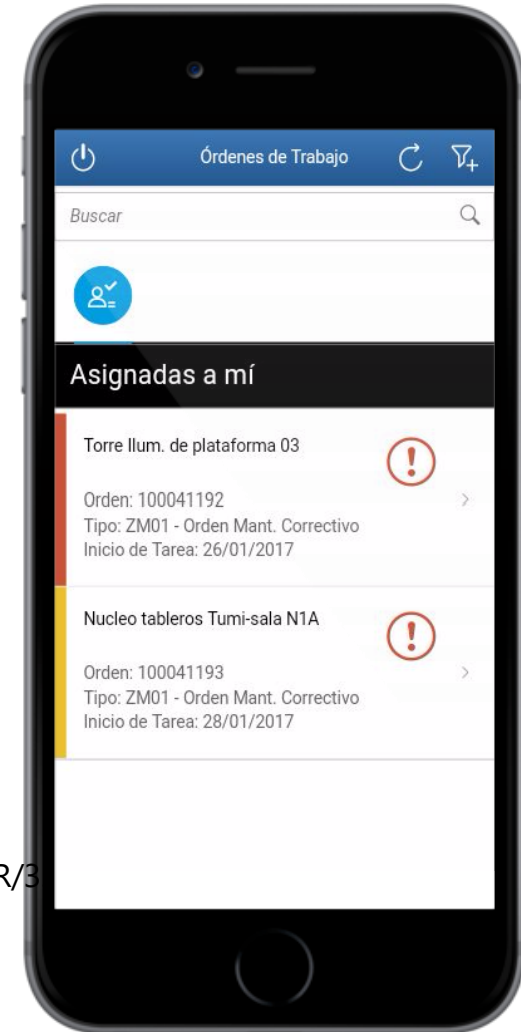 Órdenes de Trabajo
Buscar
Asignadas a mí
Torre Ilum. de plataforma 03
Orden: 100041192
Tipo: ZM01 - Orden Mant. Correctivo
Inicio de Tarea: 26/01/2017
Nucleo tableros Tumi-sala N1A
Orden: 100041193
Tipo: ZM01 - Orden Mant. Correctivo
Inicio de Tarea: 28/01/2017
R/3